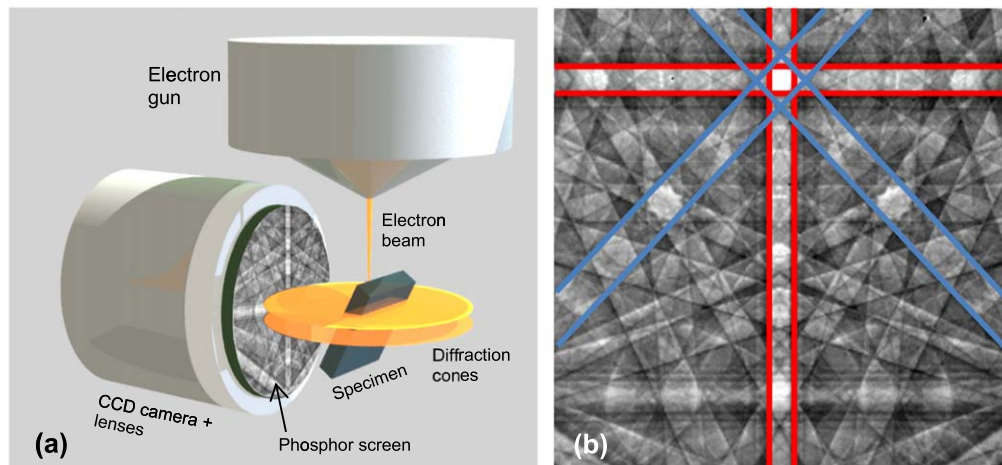 Electron
gun
Electron
beam
Diffraction
cones
Specimen
CCD camera +
lenses
Phosphor screen
(a)
(b)